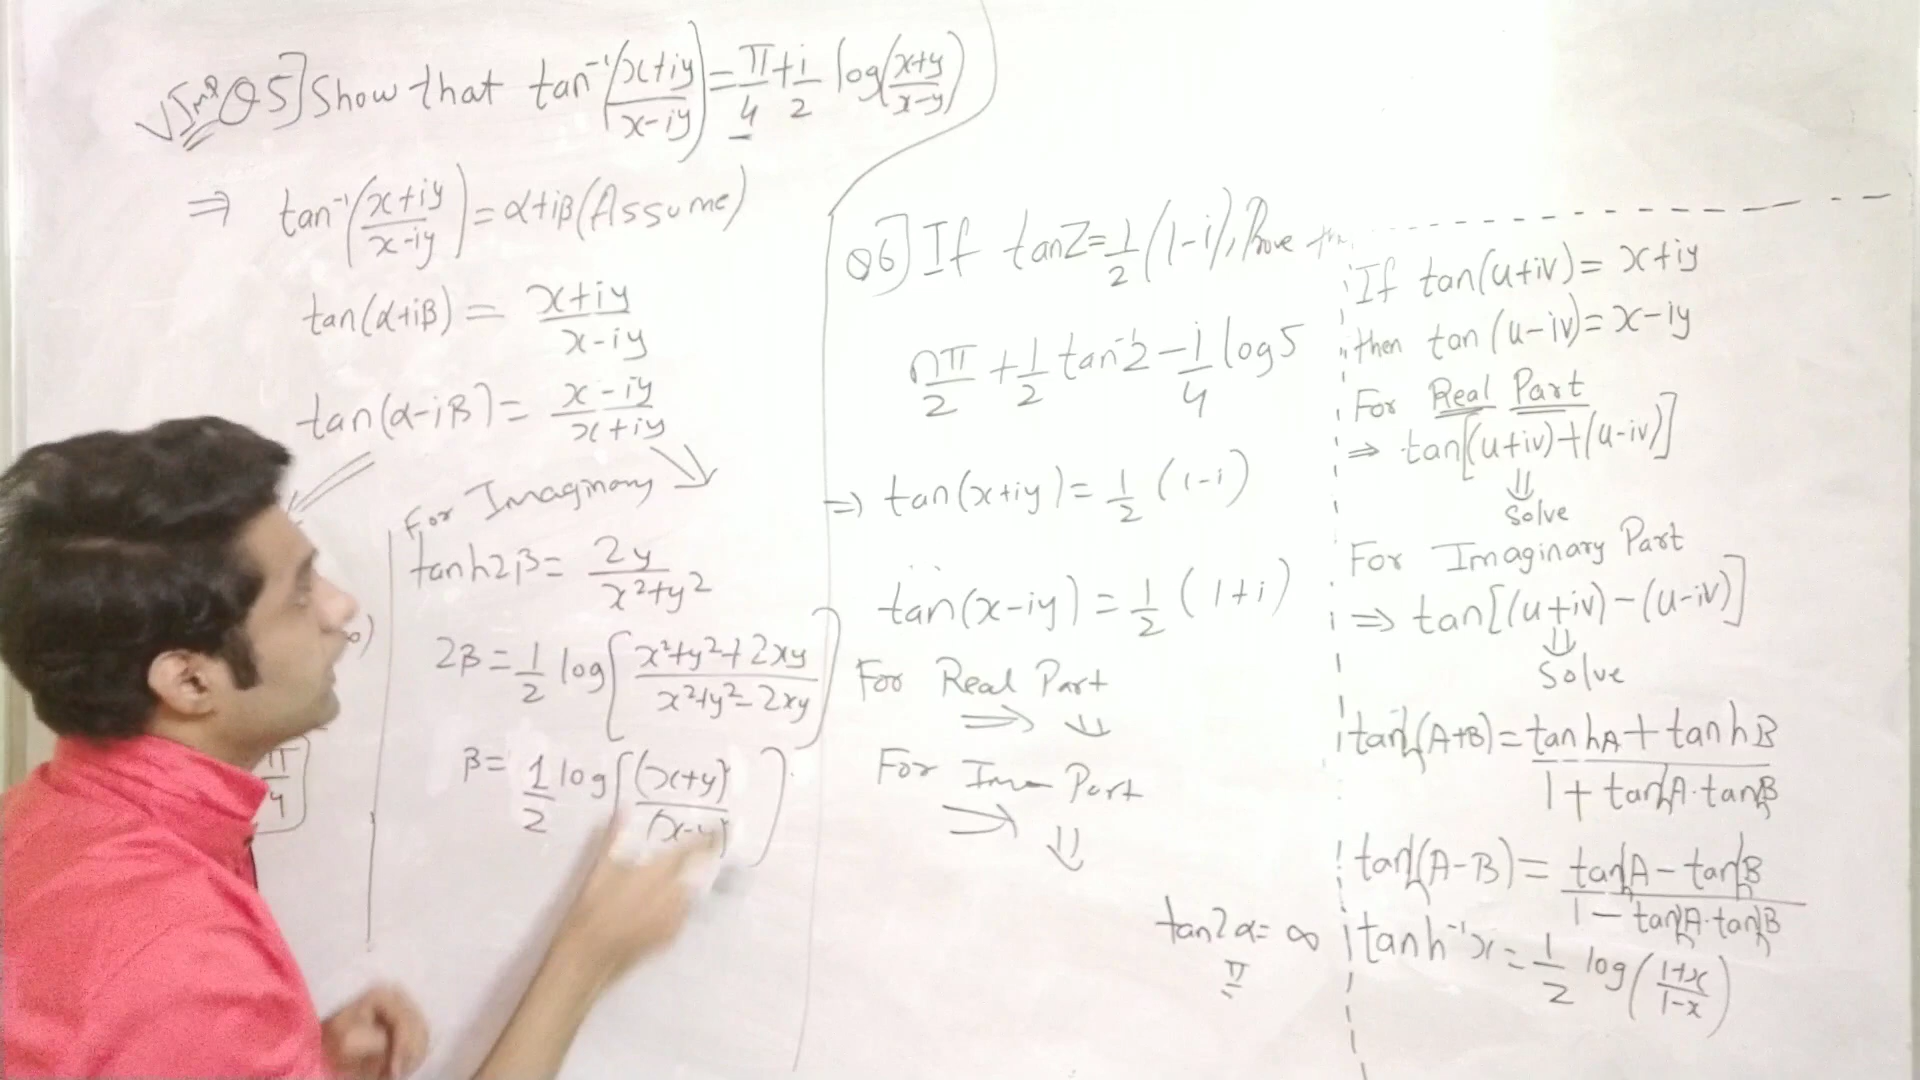 √Imp Q5] Show that tan⁻¹((x+iy)/(x-iy)) = π/4 + i/2 log((x+y)/(x-y))
⇒ tan⁻¹((x+iy)/(x-iy)) = α+iβ (Assume)
tan(α+iβ) = (x+iy)/(x-iy)
tan(α-iβ) = (x-iy)/(x+iy)
∞)
π/4
For Imaginary
tanh2β = 2y/(x²+y²)
2β = 1/2 log[(x²+y²+2xy)/(x²+y²-2xy)]
β = 1/2 log[(x+y)/(x-y)]
Q6] If tanZ = 1/2 (1-i), Prove
nπ/2 + 1/2 tan⁻¹2 - i/4 log5
⇒ tan(x+iy) = 1/2 (1-i)
tan(x-iy) = 1/2 (1+i)
For Real Part
⇒ ⇓
For Im Part
⇒ ⇓
tan2α = ∞
π
If tan(u+iv) = x+iy
then tan(u-iv) = x-iy
For Real Part
⇒ tan[(u+iv)+(u-iv)]
⇓
Solve
For Imaginary Part
⇒ tan[(u+iv)-(u-iv)]
⇓
Solve
tanh(A+B) = (tanhA + tanhB)/(1 + tanhA·tanhB)
tanh(A-B) = (tanhA - tanhB)/(1 - tanhA·tanhB)
tanh⁻¹x = 1/2 log((1+x)/(1-x))